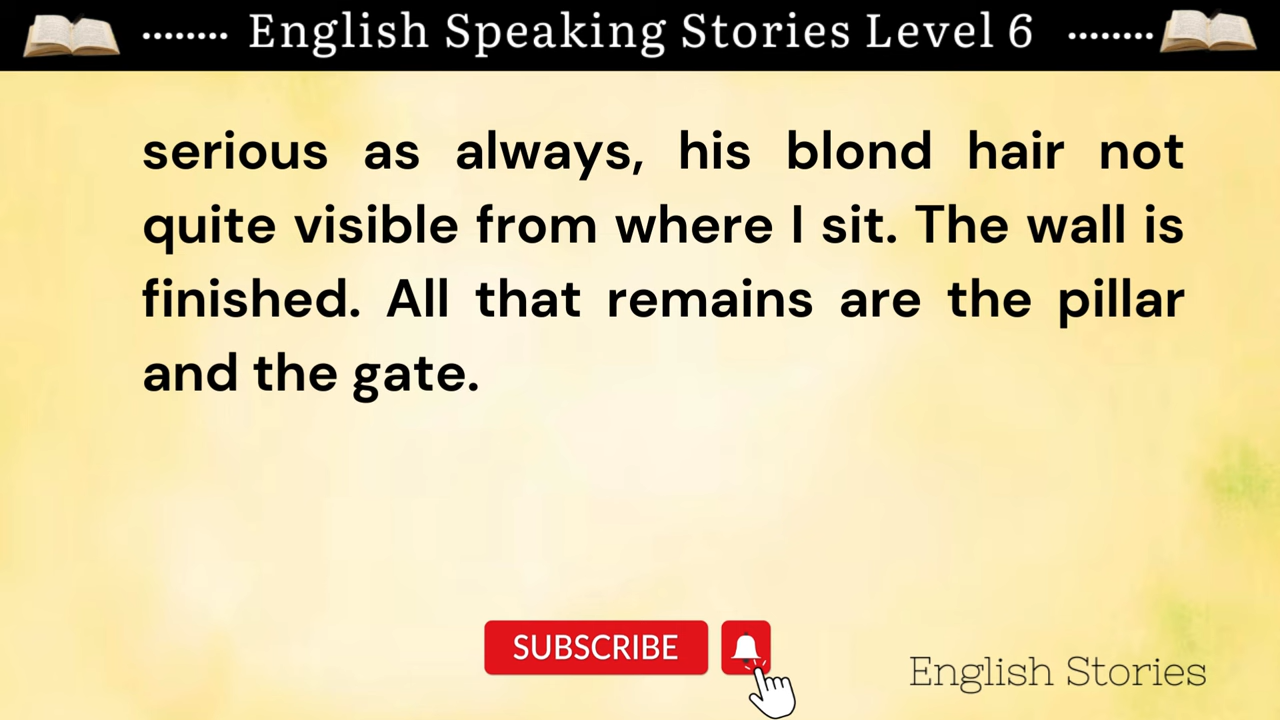 English Speaking Stories Level 6
serious as always, his blond hair not
quite visible from where I sit. The wall is
finished. All that remains are the pillar
and the gate.
SUBSCRIBE
English Stories